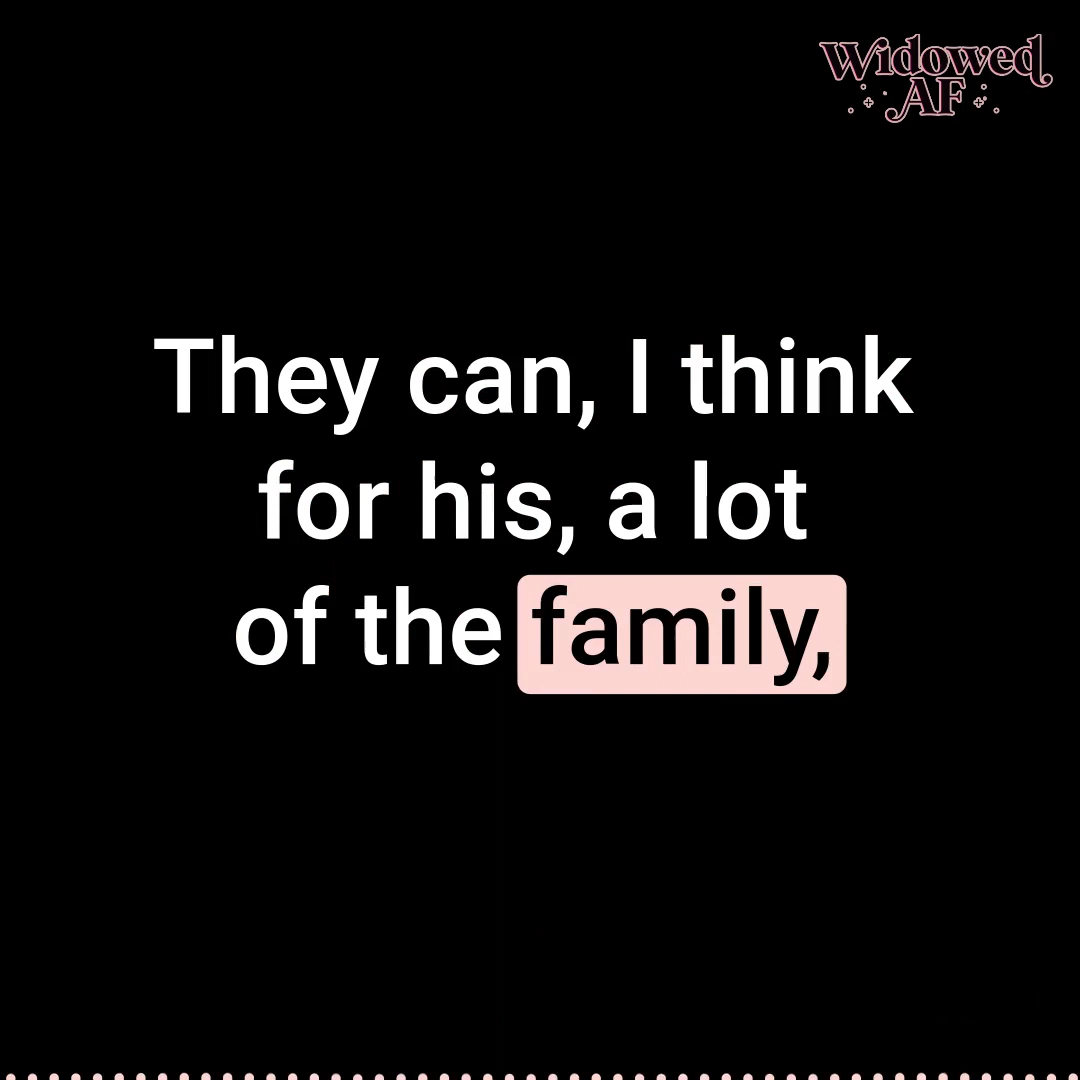 Widowed
AF
They can, I think
for his, a lot
of the family,